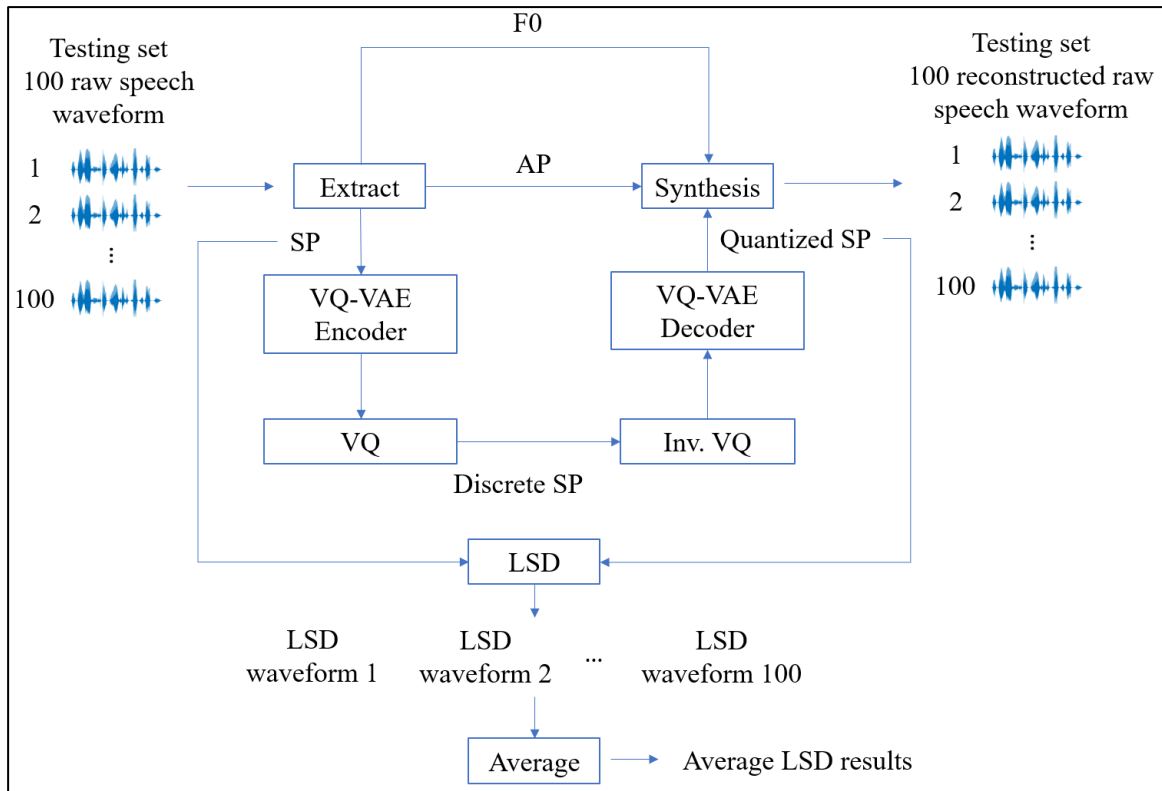 F0
Testing set
100 raw speech
waveform
1
2
⋮
100
Extract
AP
Synthesis
Testing set
100 reconstructed raw
speech waveform
1
2
⋮
100
SP
Quantized SP
VQ-VAE
Encoder
VQ-VAE
Decoder
VQ
Inv. VQ
Discrete SP
LSD
LSD
waveform 1
LSD
waveform 2
...
LSD
waveform 100
Average
Average LSD results